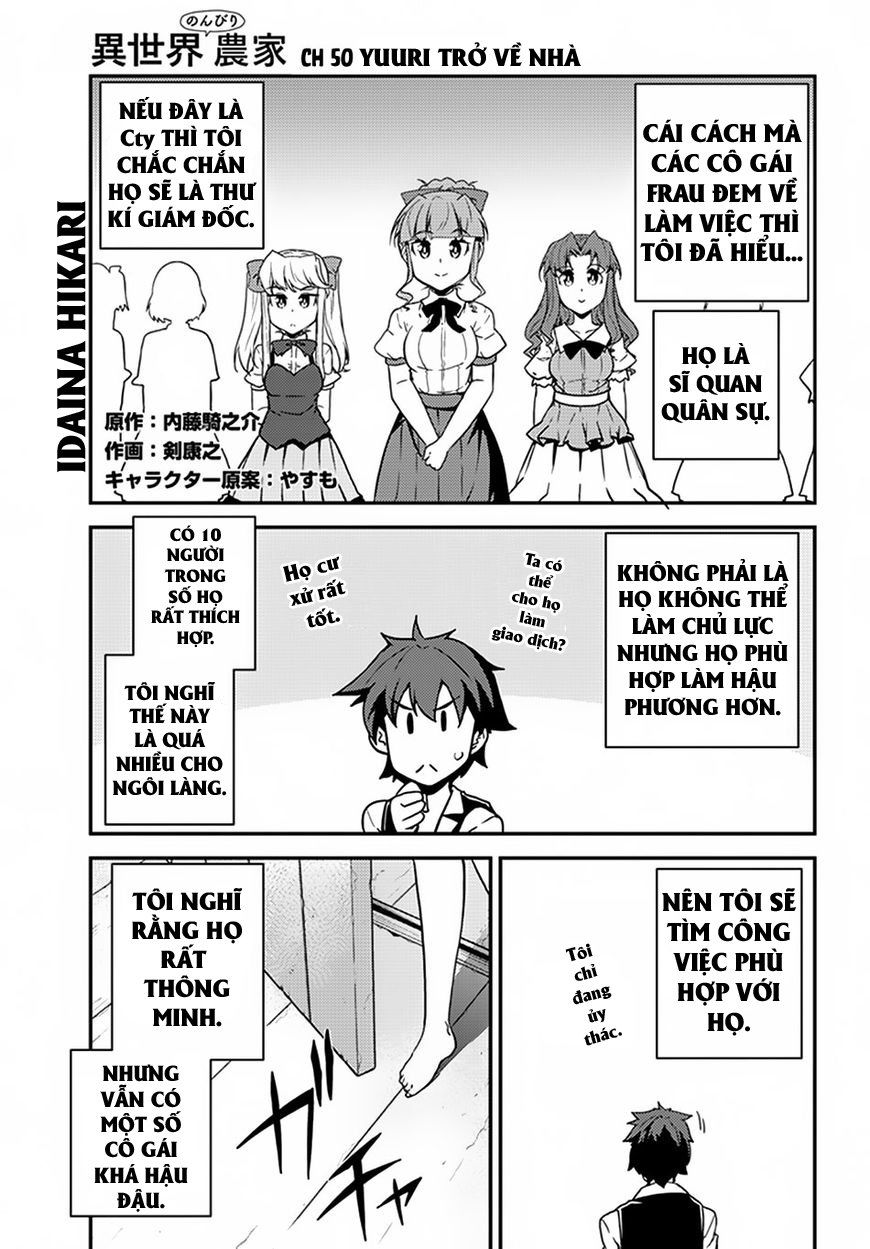 のんびり
異世界 農家 CH 50 YUURI TRỞ VỀ NHÀ
CÁI CÁCH MÀ
CÁC CÔ GÁI
FRAU ĐEM VỀ
LÀM VIỆC THÌ
TÔI ĐÃ HIỂU...
HỌ LÀ
SĨ QUAN
QUÂN SỰ.
NẾU ĐÂY LÀ
Cty THÌ TÔI
CHẮC CHẮN
HỌ SẼ LÀ THƯ
KÍ GIÁM ĐỐC.
IDAINA HIKARI
原作：内藤騎之介
作画：剣康之
キャラクター原案：やすも
KHÔNG PHẢI LÀ
HỌ KHÔNG THỂ
LÀM CHỦ LỰC
NHƯNG HỌ PHÙ
HỢP LÀM HẬU
PHƯƠNG HƠN.
Ta có
thể
cho họ
làm
giao dịch?
Họ cư
xử rất
tốt.
CÓ 10
NGƯỜI
TRONG
SỐ HỌ
RẤT THÍCH
HỢP.
TÔI NGHĨ
THẾ NÀY
LÀ QUÁ
NHIỀU CHO
NGÔI LÀNG.
NÊN TÔI SẼ
TÌM CÔNG
VIỆC PHÙ
HỢP VỚI
HỌ.
Tôi
chỉ
đang
ủy
thác.
TÔI NGHĨ
RẰNG HỌ
RẤT
THÔNG
MINH.
NHƯNG
VẪN CÓ
MỘT SỐ
CÔ GÁI
KHÁ HẬU
ĐẬU.
ズズズ